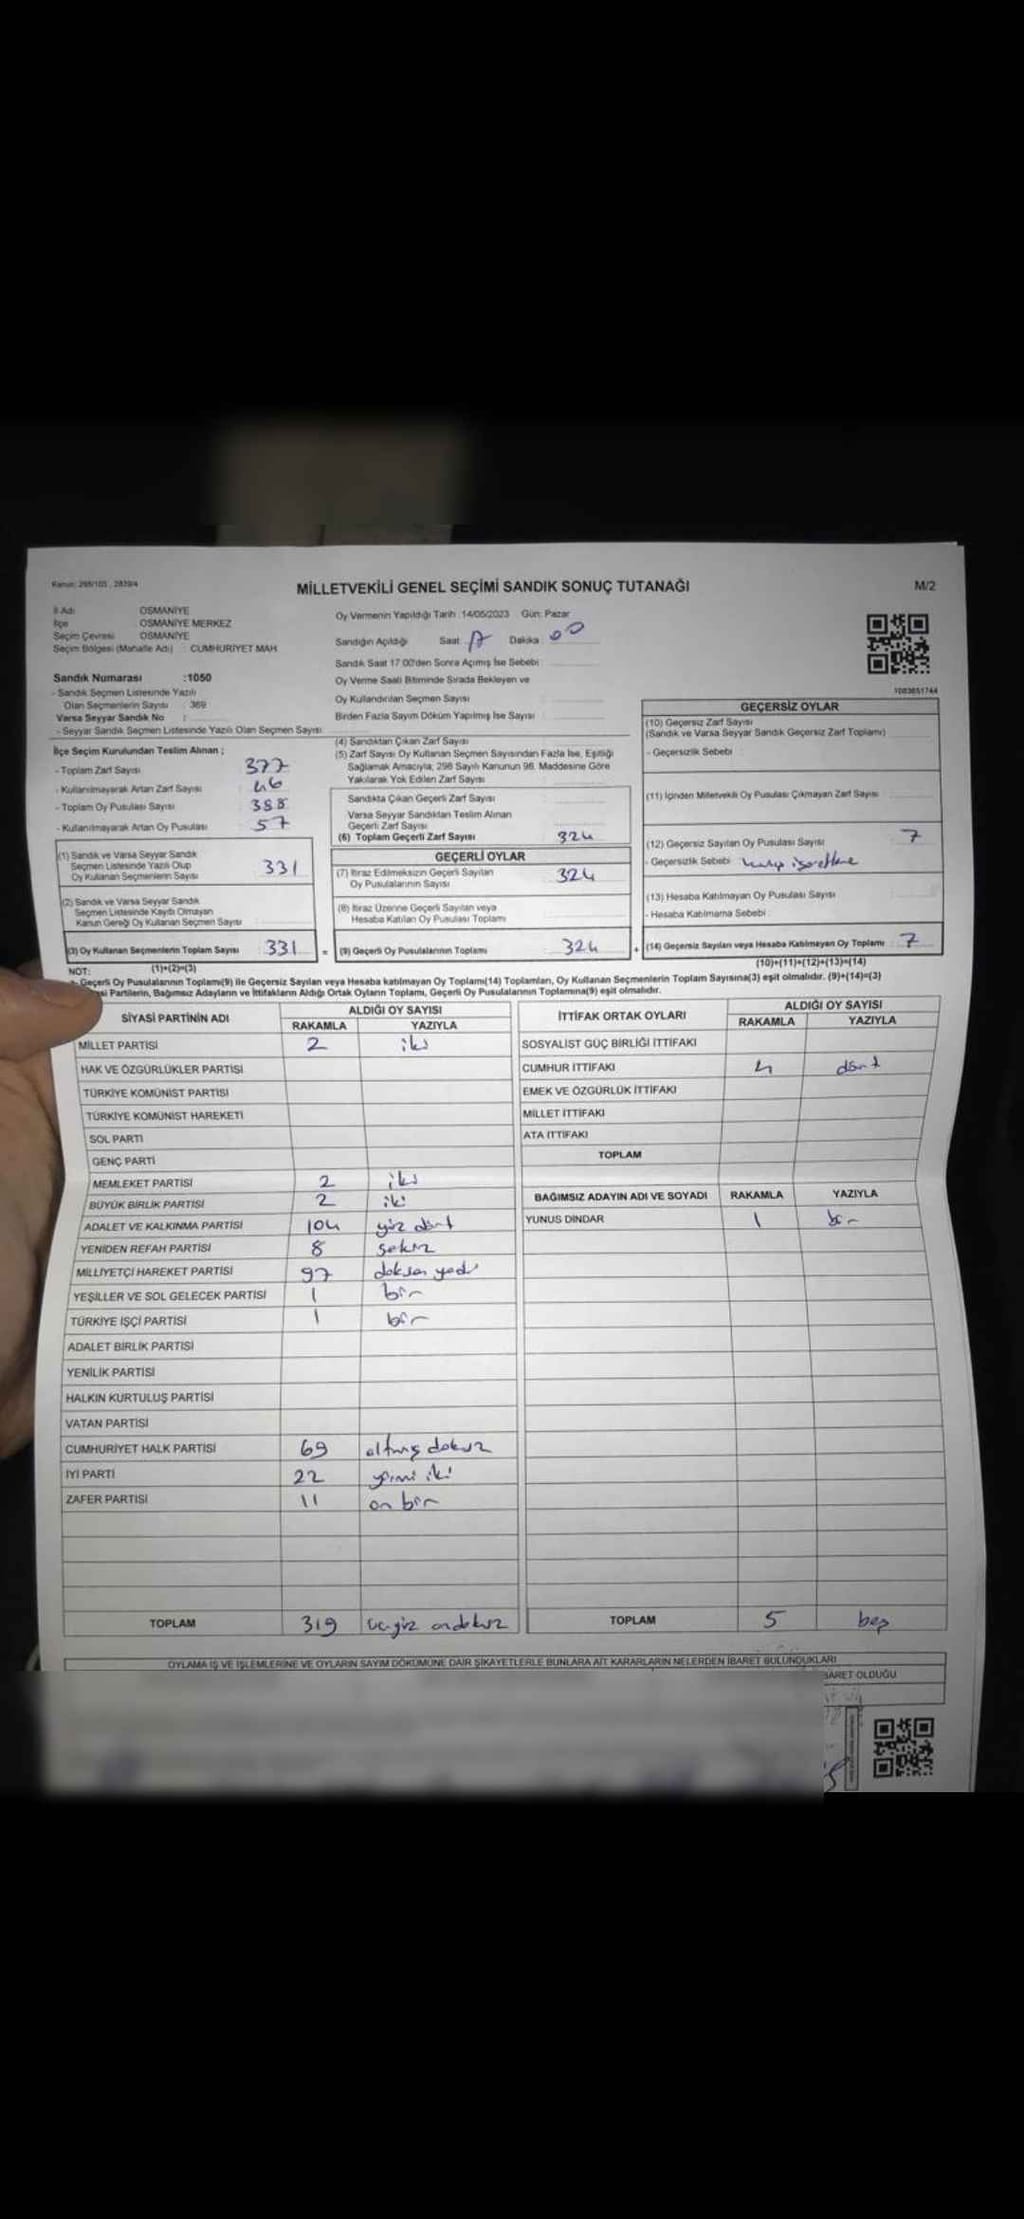 Kanun: 298/103 , 2839/4
MİLLETVEKİLİ GENEL SEÇİMİ SANDIK SONUÇ TUTANAĞI
M/2
İl Adı OSMANİYE
İlçe OSMANİYE MERKEZ
Seçim Çevresi OSMANİYE
Seçim Bölgesi (Mahalle Adı) : CUMHURİYET MAH.
Sandık Numarası :1050
- Sandık Seçmen Listesinde Yazılı
Olan Seçmenlerin Sayısı : 369
Varsa Seyyar Sandık No :
- Seyyar Sandık Seçmen Listesinde Yazılı Olan Seçmen Sayısı
İlçe Seçim Kurulundan Teslim Alınan ;
- Toplam Zarf Sayısı 377
- Kullanılmayarak Artan Zarf Sayısı 46
- Toplam Oy Pusulası Sayısı 388
- Kullanılmayarak Artan Oy Pusulası 57
(1) Sandık ve Varsa Seyyar Sandık
Seçmen Listesinde Yazılı Olup
Oy Kullanan Seçmenlerin Sayısı 331
(2) Sandık ve Varsa Seyyar Sandık
Seçmen Listesinde Kayıtlı Olmayan
Kanun Gereği Oy Kullanan Seçmen Sayısı
(3) Oy Kullanan Seçmenlerin Toplam Sayısı 331 =
(1)+(2)=(3)
Oy Vermenin Yapıldığı Tarih : 14/05/2023 Gün: Pazar
Sandığın Açıldığı Saat 17 Dakika 00
Sandık Saat 17.00'den Sonra Açılmış İse Sebebi :
Oy Verme Saati Bitiminde Sırada Bekleyen ve
Oy Kullandırılan Seçmen Sayısı
Birden Fazla Sayım Döküm Yapılmış İse Sayısı :
(4) Sandıktan Çıkan Zarf Sayısı
(5) Zarf Sayısı Oy Kullanan Seçmen Sayısından Fazla İse, Eşitliği
Sağlamak Amacıyla; 298 Sayılı Kanunun 98. Maddesine Göre
Yakılarak Yok Edilen Zarf Sayısı
Sandıkta Çıkan Geçerli Zarf Sayısı
Varsa Seyyar Sandıktan Teslim Alınan
Geçerli Zarf Sayısı
(6) Toplam Geçerli Zarf Sayısı 324
GEÇERLİ OYLAR
(7) İtiraz Edilmeksizin Geçerli Sayılan
Oy Pusulalarının Sayısı 324
(8) İtiraz Üzerine Geçerli Sayılan veya
Hesaba Katılan Oy Pusulası Toplamı
(9) Geçerli Oy Pusulalarının Toplamı 324 +
1003651744
GEÇERSİZ OYLAR
(10) Geçersiz Zarf Sayısı
(Sandık ve Varsa Seyyar Sandık Geçersiz Zarf Toplamı)
- Geçersizlik Sebebi :
(11) İçinden Milletvekili Oy Pusulası Çıkmayan Zarf Sayısı
(12) Geçersiz Sayılan Oy Pusulası Sayısı 7
- Geçersizlik Sebebi
(13) Hesaba Katılmayan Oy Pusulası Sayısı
- Hesaba Katılmama Sebebi :
(14) Geçersiz Sayılan veya Hesaba Katılmayan Oy Toplamı 7
(10)+(11)+(12)+(13)=(14)
NOT:
- Geçerli Oy Pusulalarının Toplamı(9) ile Geçersiz Sayılan veya Hesaba Katılmayan Oy Toplamı(14) Toplamları, Oy Kullanan Seçmenlerin Toplam Sayısına(3) eşit olmalıdır. (9)+(14)=(3)
Partilerin, Bağımsız Adayların ve İttifakların Aldığı Ortak Oyların Toplamı, Geçerli Oy Pusulalarının Toplamına(9) eşit olmalıdır.
SİYASİ PARTİNİN ADI
ALDIĞI OY SAYISI
RAKAMLA YAZIYLA
MİLLET PARTİSİ 2 iki
HAK VE ÖZGÜRLÜKLER PARTİSİ
TÜRKİYE KOMÜNİST PARTİSİ
TÜRKİYE KOMÜNİST HAREKETİ
SOL PARTİ
GENÇ PARTİ
MEMLEKET PARTİSİ 2 iki
BÜYÜK BİRLİK PARTİSİ 2 iki
ADALET VE KALKINMA PARTİSİ 104 yüz dört
YENİDEN REFAH PARTİSİ 8 sekiz
MİLLİYETÇİ HAREKET PARTİSİ 97 doksan yedi
YEŞİLLER VE SOL GELECEK PARTİSİ 1 bir
TÜRKİYE İŞÇİ PARTİSİ 1 bir
ADALET BİRLİK PARTİSİ
YENİLİK PARTİSİ
HALKIN KURTULUŞ PARTİSİ
VATAN PARTİSİ
CUMHURİYET HALK PARTİSİ 69 altmış dokuz
İYİ PARTİ 22 yirmi iki
ZAFER PARTİSİ 11 on bir
TOPLAM 319 üçyüz ondokuz
İTTİFAK ORTAK OYLARI
ALDIĞI OY SAYISI
RAKAMLA YAZIYLA
SOSYALİST GÜÇ BİRLİĞİ İTTİFAKI
CUMHUR İTTİFAKI 4 dört
EMEK VE ÖZGÜRLÜK İTTİFAKI
MİLLET İTTİFAKI
ATA İTTİFAKI
TOPLAM
BAĞIMSIZ ADAYIN ADI VE SOYADI RAKAMLA YAZIYLA
YUNUS DİNDAR 1 bir
TOPLAM 5 beş
OYLAMA İŞ VE İŞLEMLERİNE VE OYLARIN SAYIM DÖKÜMÜNE DAİR ŞİKAYETLERLE BUNLARA AİT KARARLARIN NELERDEN İBARET BULUNDUKLARI
OLDUĞU